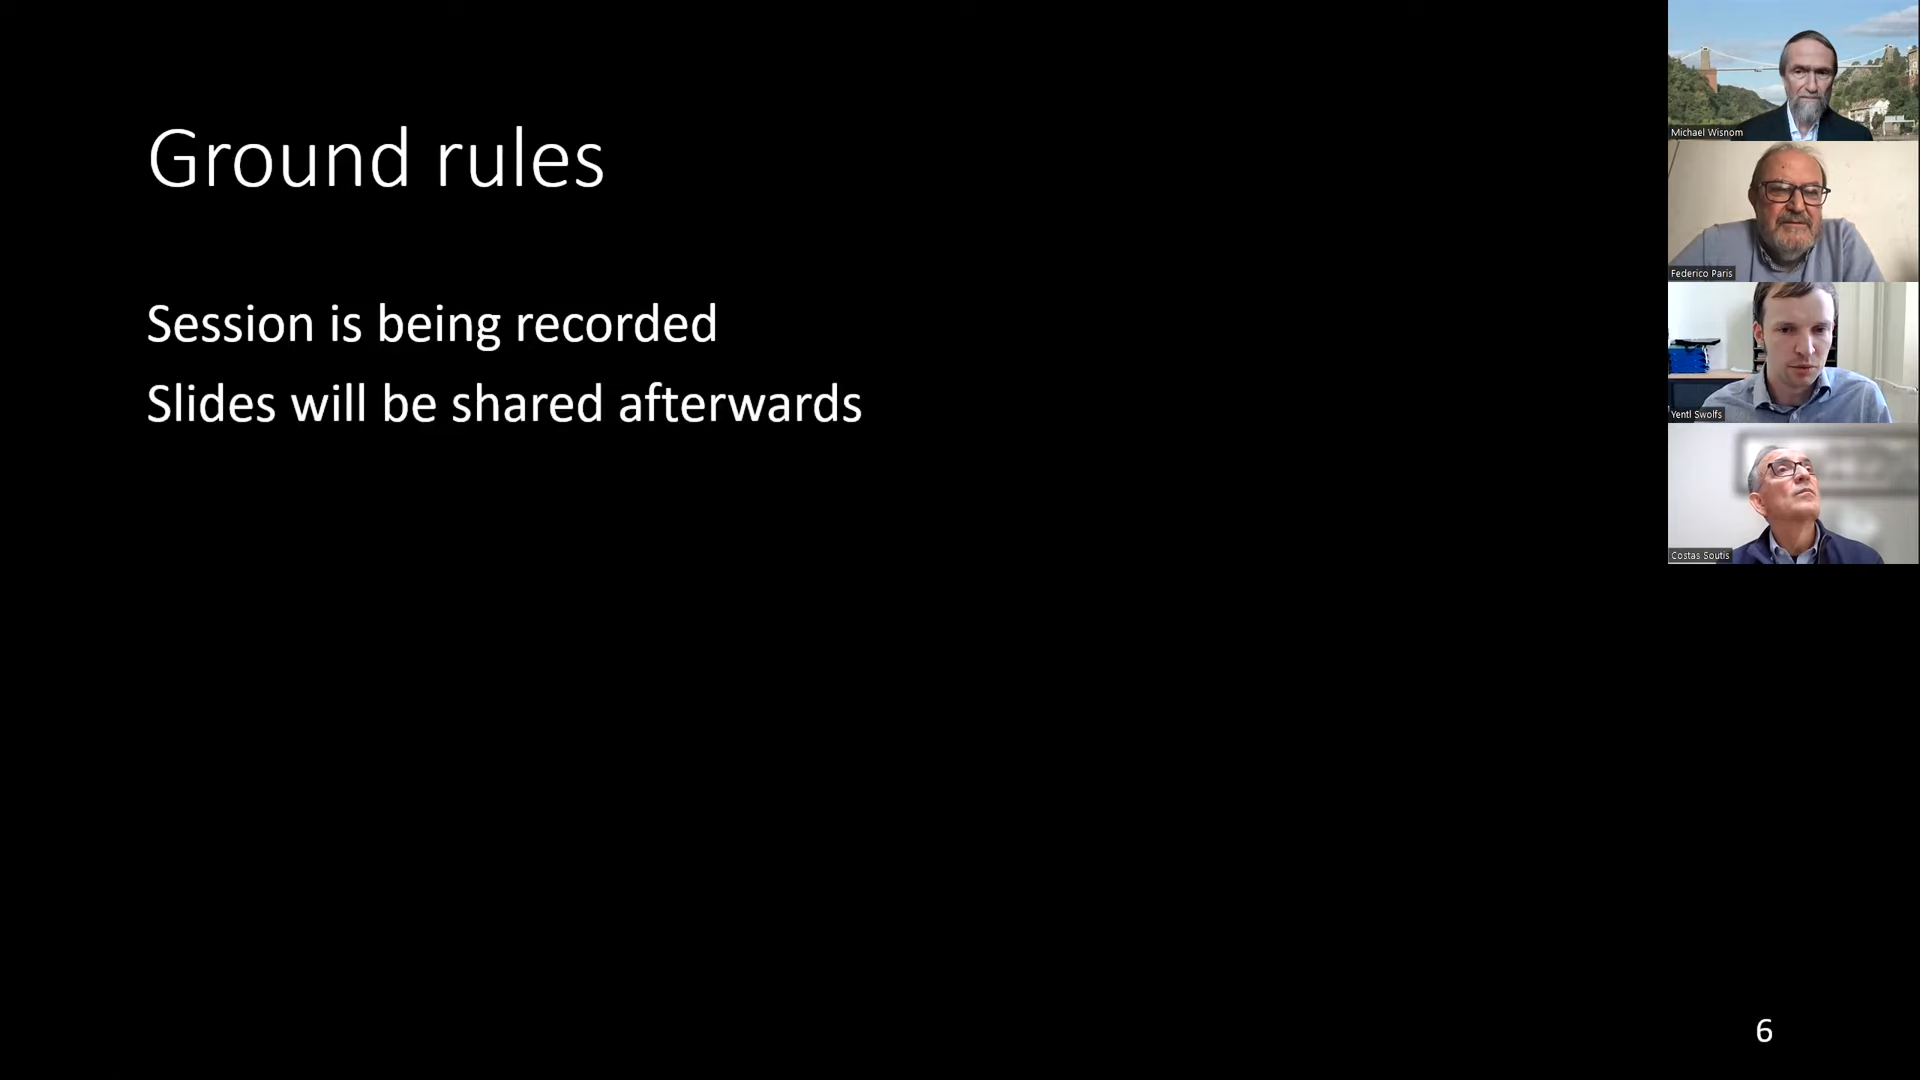 Ground rules
Session is being recorded
Slides will be shared afterwards
Michael Wisnom
Federico Paris
Yentl Swolfs
Costas Soutis
6